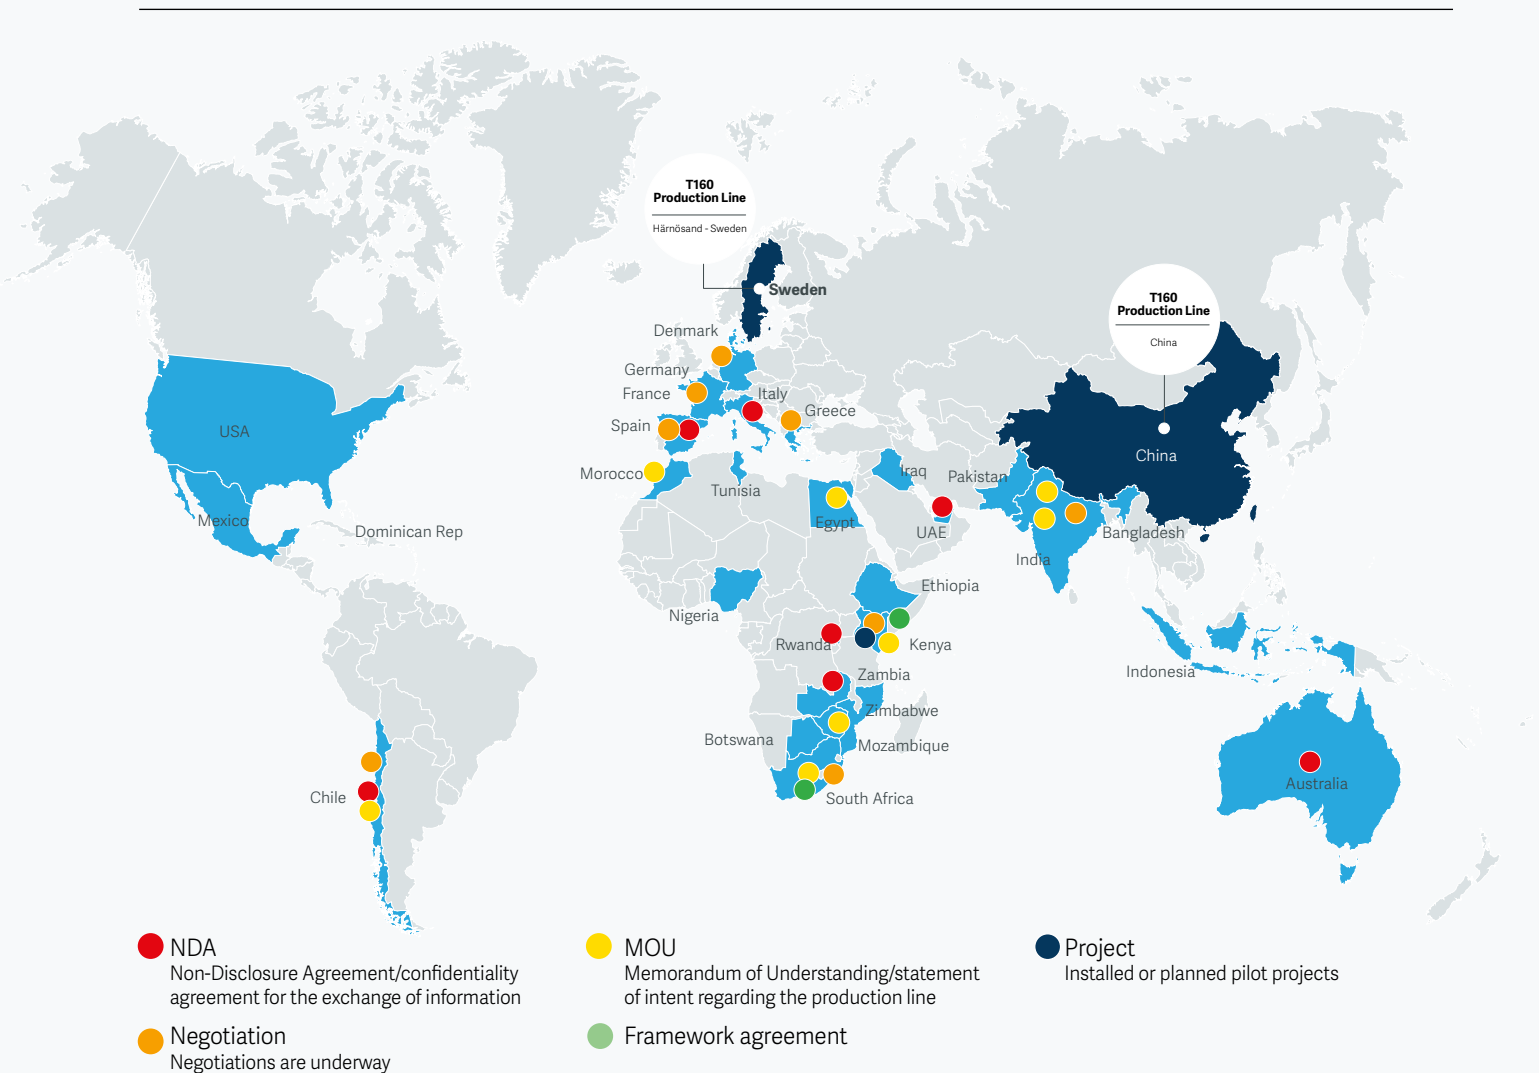 T160
Production Line
Härnösand - Sweden
Sweden
T160
Production Line
China
Denmark
Germany
France
Italy
Greece
Spain
USA
China
Morocco
Tunisia
Iraq
Pakistan
Mexico
Dominican Rep
Egypt
UAE
Bangladesh
India
Ethiopia
Nigeria
Rwanda
Kenya
Indonesia
Zambia
Zimbabwe
Botswana
Mozambique
Chile
South Africa
Australia
NDA
Non-Disclosure Agreement/confidentiality
agreement for the exchange of information
Negotiation
Negotiations are underway
MOU
Memorandum of Understanding/statement
of intent regarding the production line
Framework agreement
Project
Installed or planned pilot projects